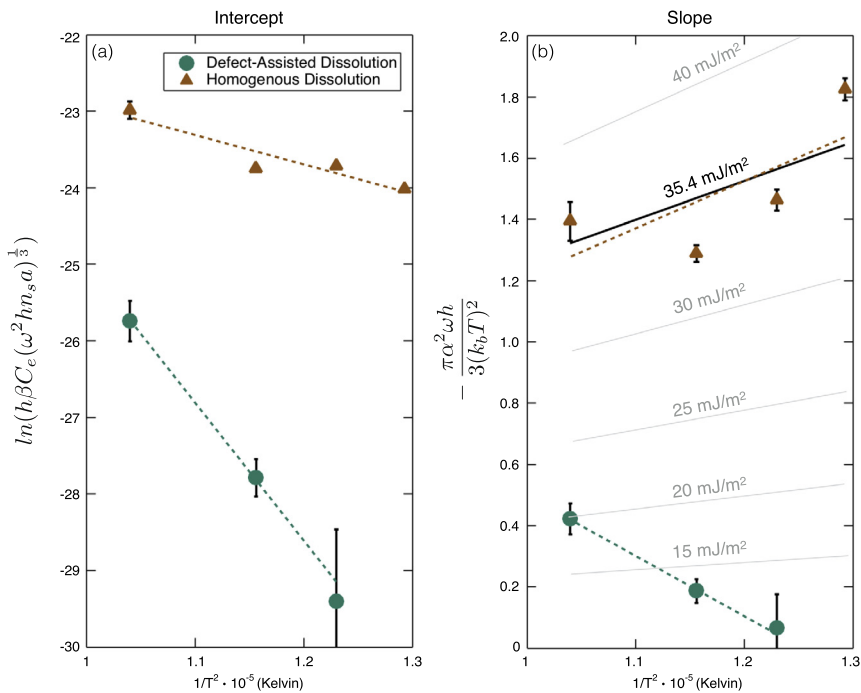 Intercept
(a)
Defect-Assisted Dissolution
Homogenous Dissolution
-22
-23
-24
-25
-26
-27
-28
-29
-30
1
1.1
1.2
1.3
ln(hβCₑ(ω²hnₛa)^(1/3))
1/T² · 10⁻⁵ (Kelvin)
Slope
(b)
40 mJ/m²
35.4 mJ/m²
30 mJ/m²
25 mJ/m²
20 mJ/m²
15 mJ/m²
2.0
1.8
1.6
1.4
1.2
1.0
0.8
0.6
0.4
0.2
0
1
1.1
1.2
1.3
− πα²ωh / 3(k_bT)²
1/T² · 10⁻⁵ (Kelvin)